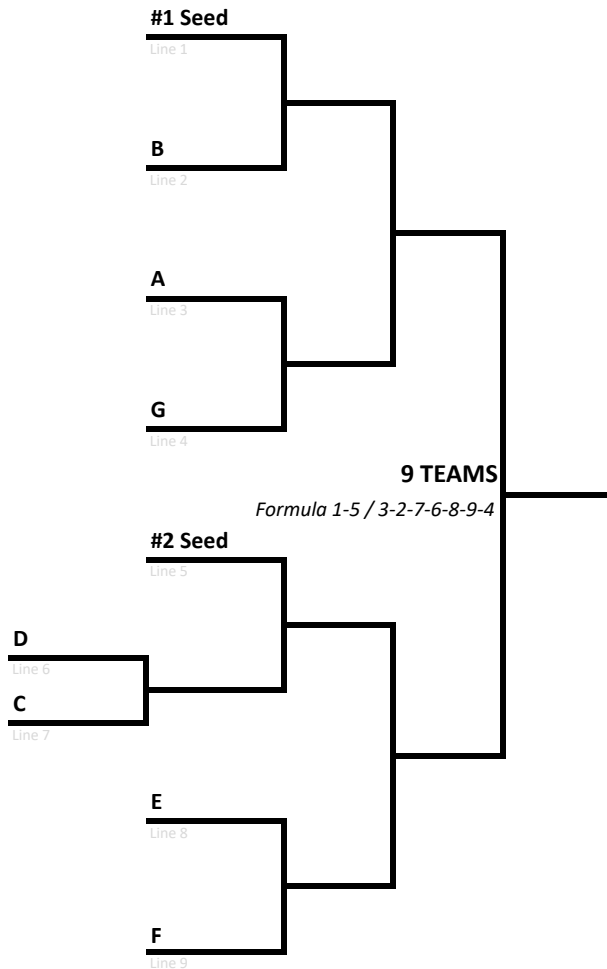 #1 Seed
Line 1
B
Line 2
A
Line 3
G
Line 4
9 TEAMS
Formula 1-5 / 3-2-7-6-8-9-4
#2 Seed
Line 5
D
Line 6
C
Line 7
E
Line 8
F
Line 9